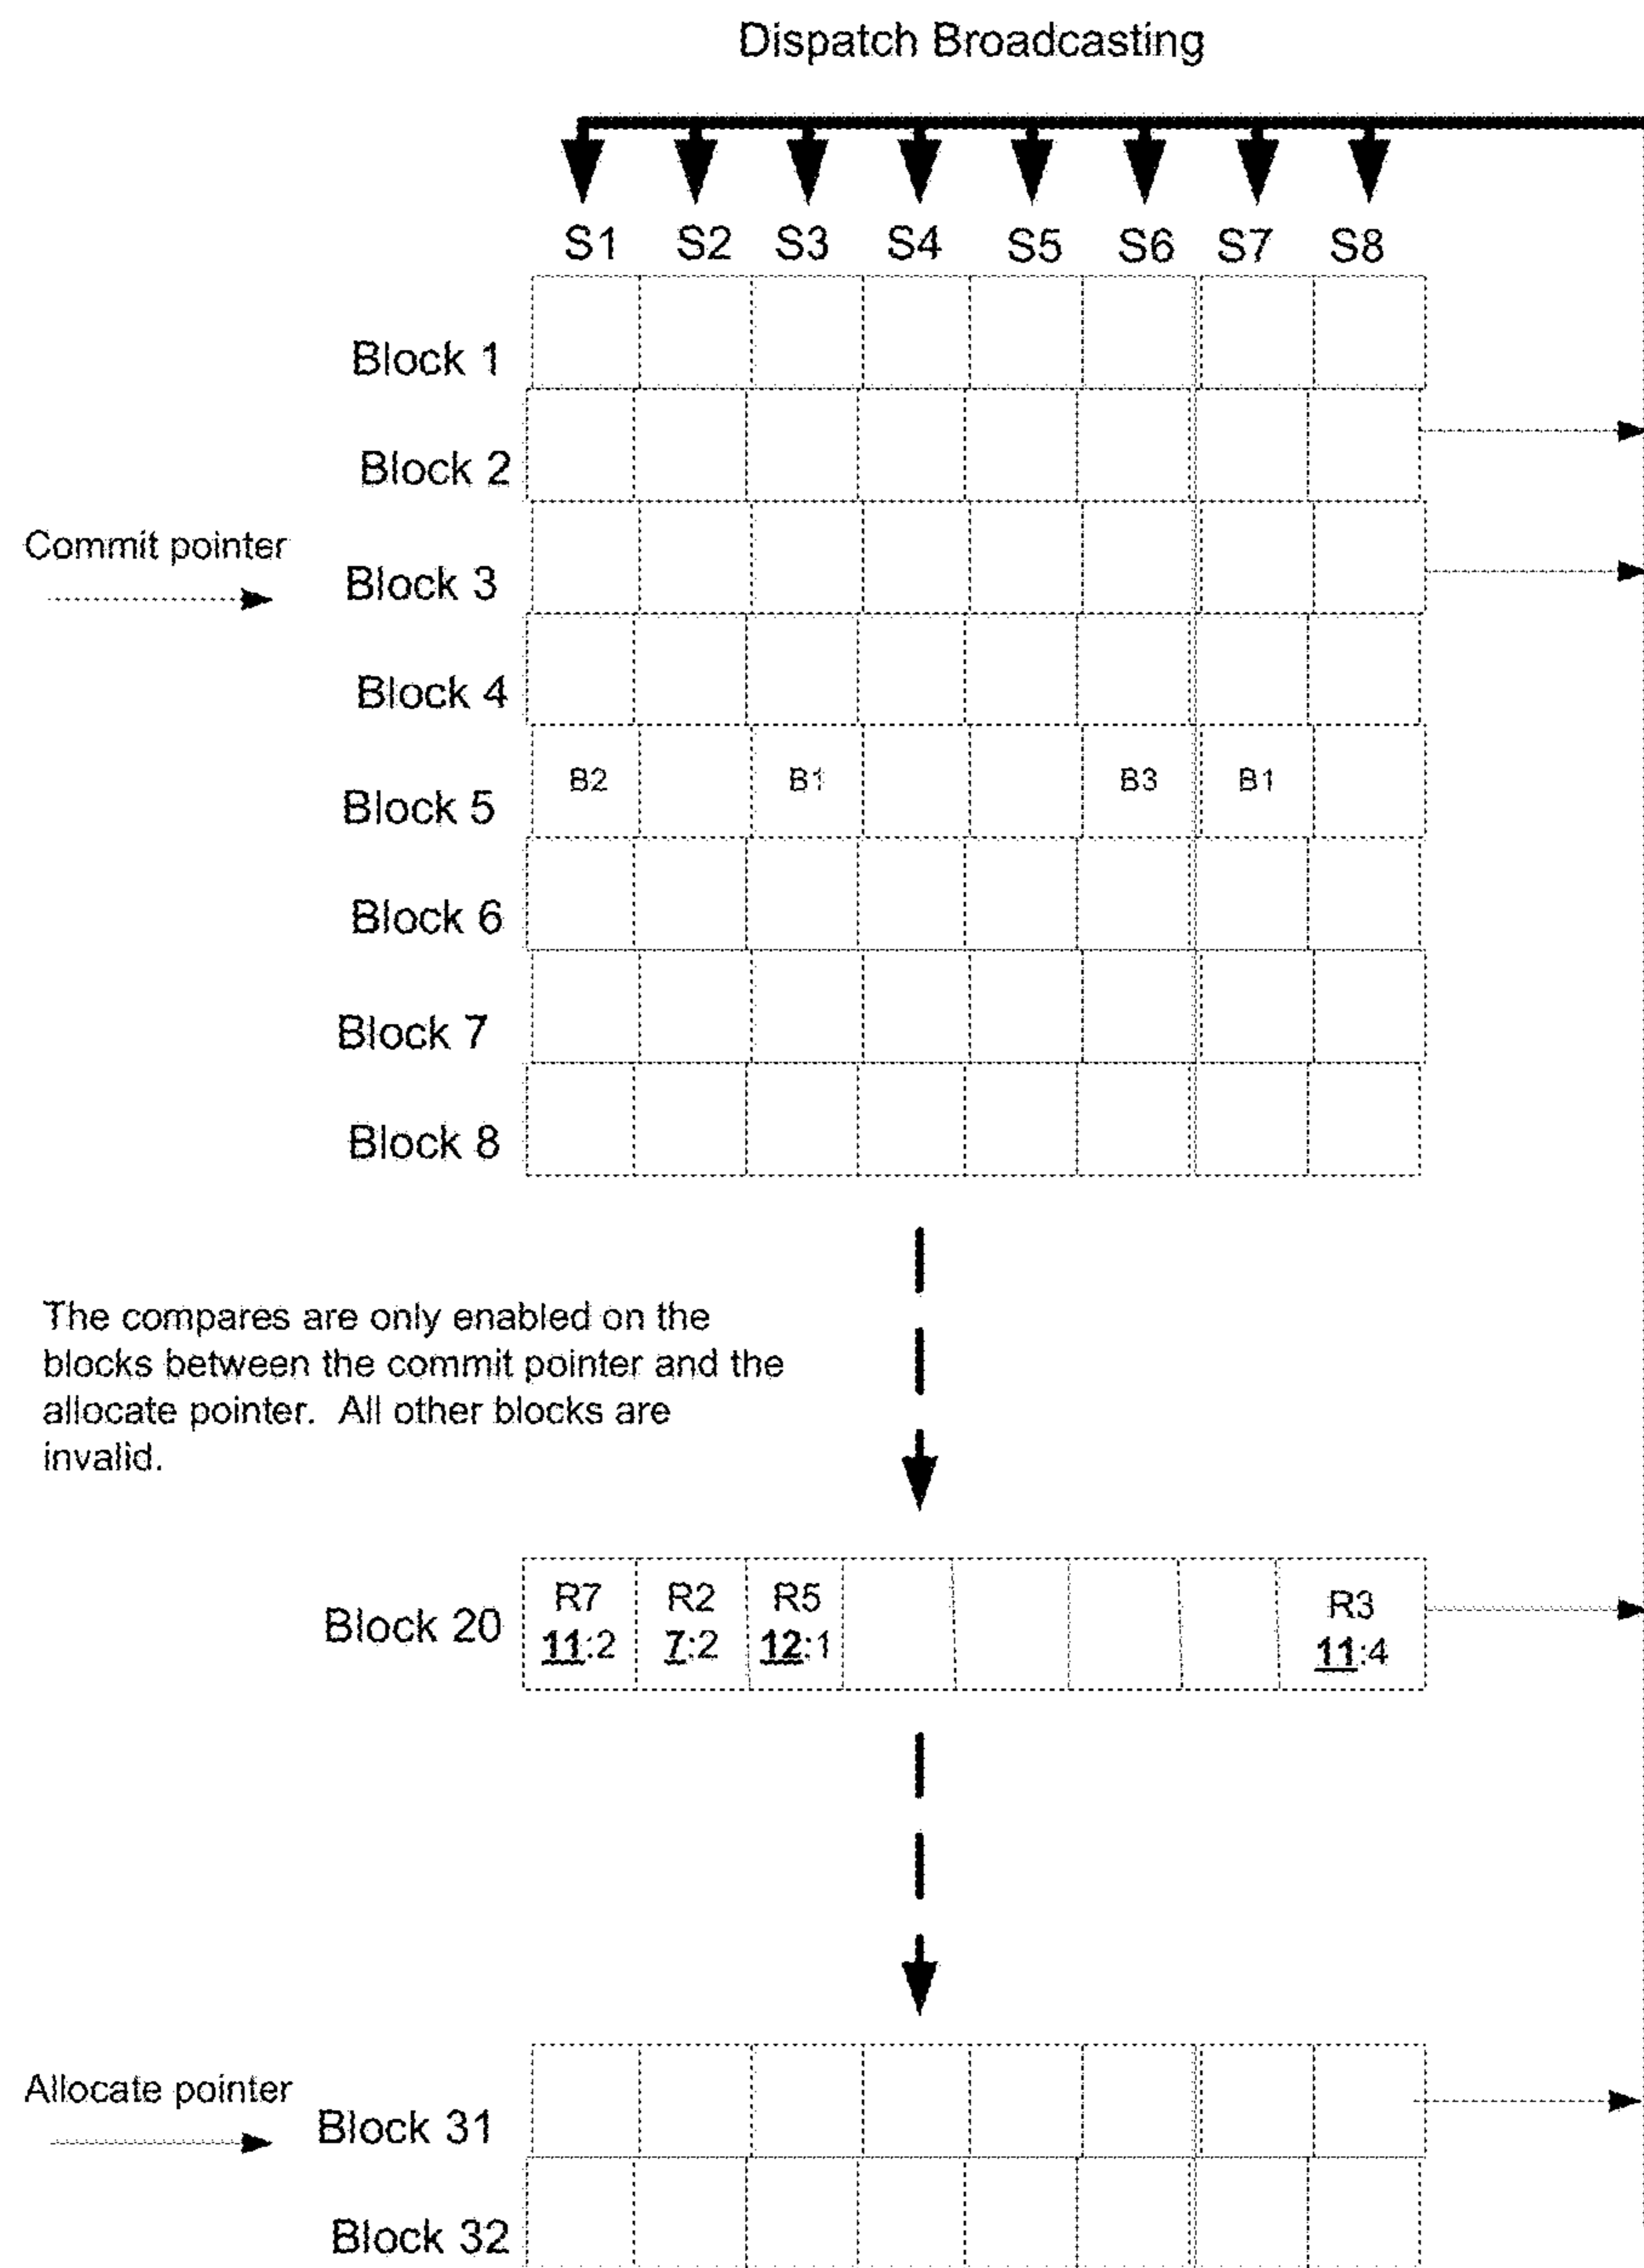 Dispatch Broadcasting
S1 S2 S3 S4 S5 S6 S7 S8
Block 1
Block 2
Commit pointer
Block 3
Block 4
Block 5 B2 B1 B3 B1
Block 6
Block 7
Block 8
The compares are only enabled on the
blocks between the commit pointer and the
allocate pointer. All other blocks are
invalid.
Block 20
R7 R2 R5 R3
11:2 7:2 12:1 11:4
Allocate pointer
Block 31
Block 32